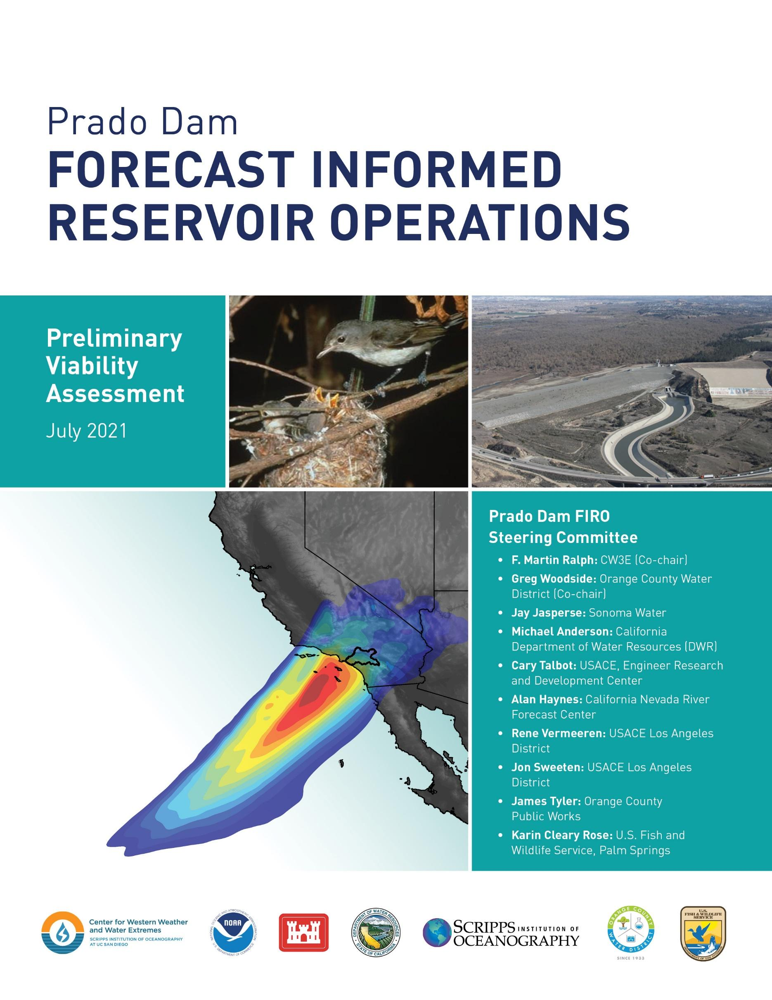 Prado Dam
FORECAST INFORMED
RESERVOIR OPERATIONS
Preliminary
Viability
Assessment
July 2021
Prado Dam FIRO
Steering Committee
• F. Martin Ralph: CW3E (Co-chair)
• Greg Woodside: Orange County Water
District (Co-chair)
• Jay Jasperse: Sonoma Water
• Michael Anderson: California
Department of Water Resources (DWR)
• Cary Talbot: USACE, Engineer Research
and Development Center
• Alan Haynes: California Nevada River
Forecast Center
• Rene Vermeeren: USACE Los Angeles
District
• Jon Sweeten: USACE Los Angeles
District
• James Tyler: Orange County
Public Works
• Karin Cleary Rose: U.S. Fish and
Wildlife Service, Palm Springs
Center for Western Weather
and Water Extremes
SCRIPPS INSTITUTION OF OCEANOGRAPHY
AT UC SAN DIEGO
NATIONAL OCEANIC AND ATMOSPHERIC ADMINISTRATION
NOAA
U.S. DEPARTMENT OF COMMERCE
DEPARTMENT OF WATER RESOURCES
STATE OF CALIFORNIA
SCRIPPS INSTITUTION OF
OCEANOGRAPHY
ORANGE COUNTY
WATER DISTRICT
SINCE 1933
U.S.
FISH & WILDLIFE
SERVICE
DEPARTMENT OF THE INTERIOR